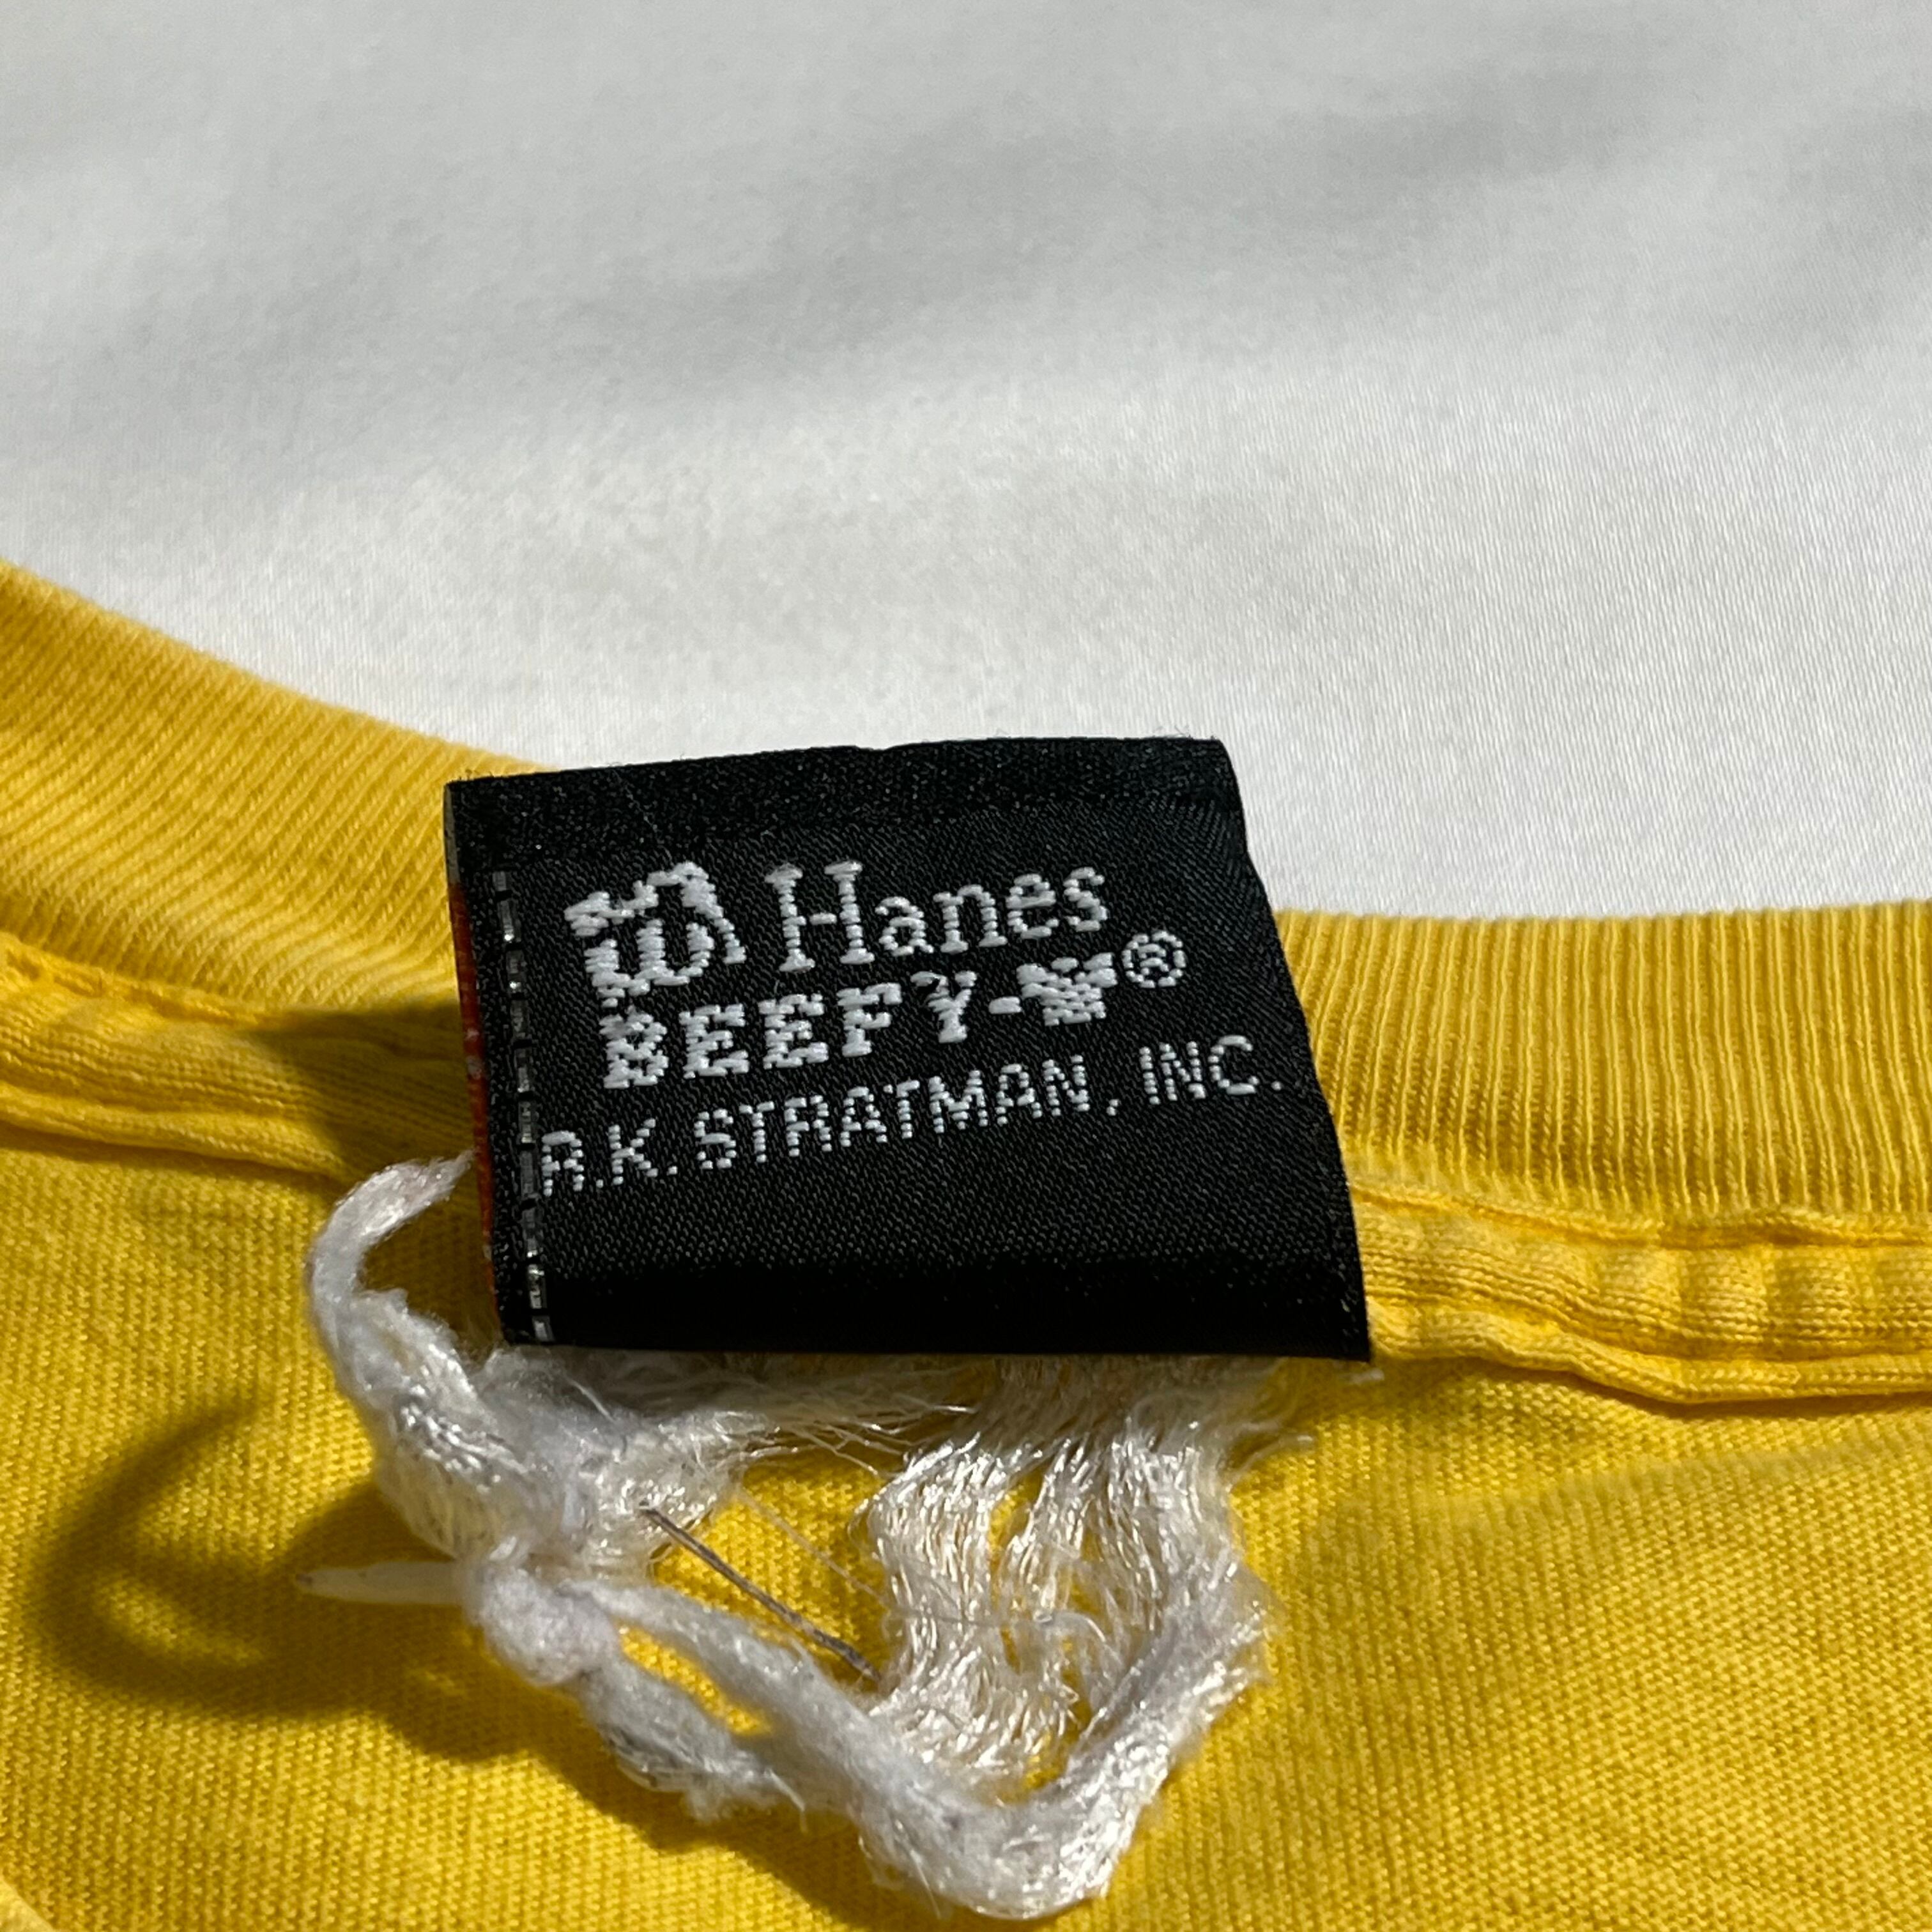 Hanes
BEEFY-T®
R.K. STRATMAN, INC.